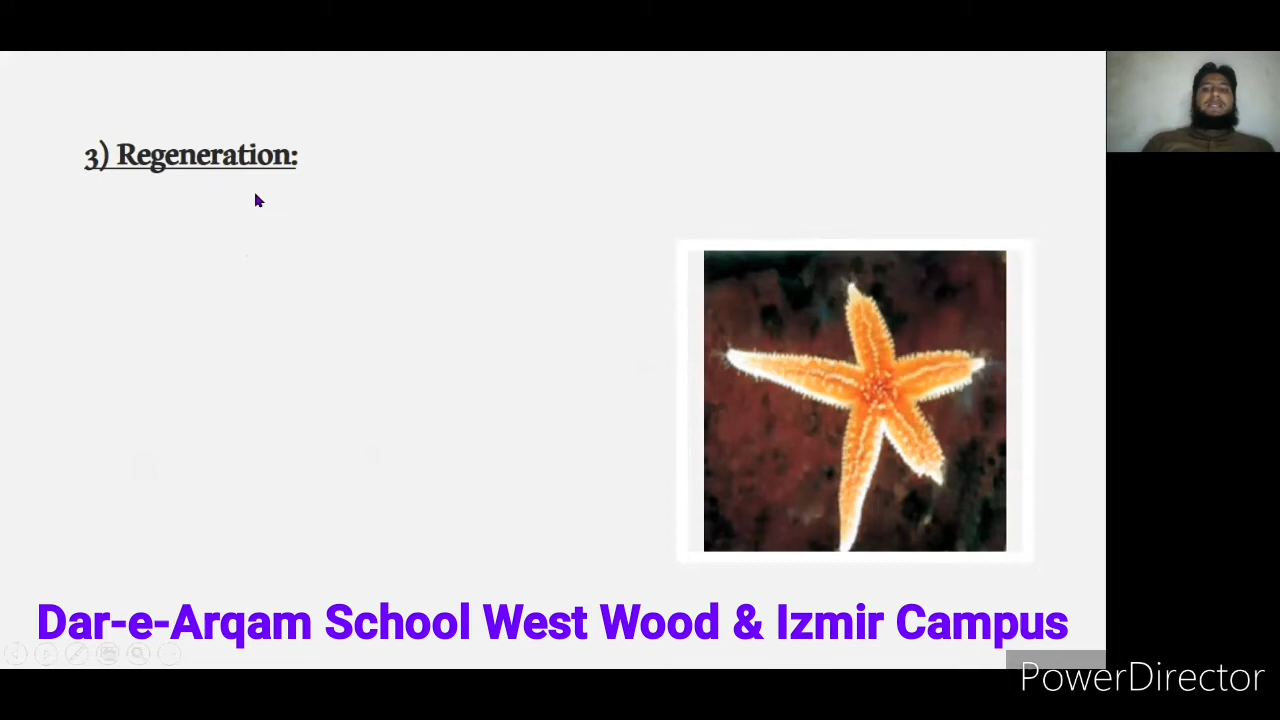 3) Regeneration:
Dar-e-Arqam School West Wood & Izmir Campus
PowerDirector